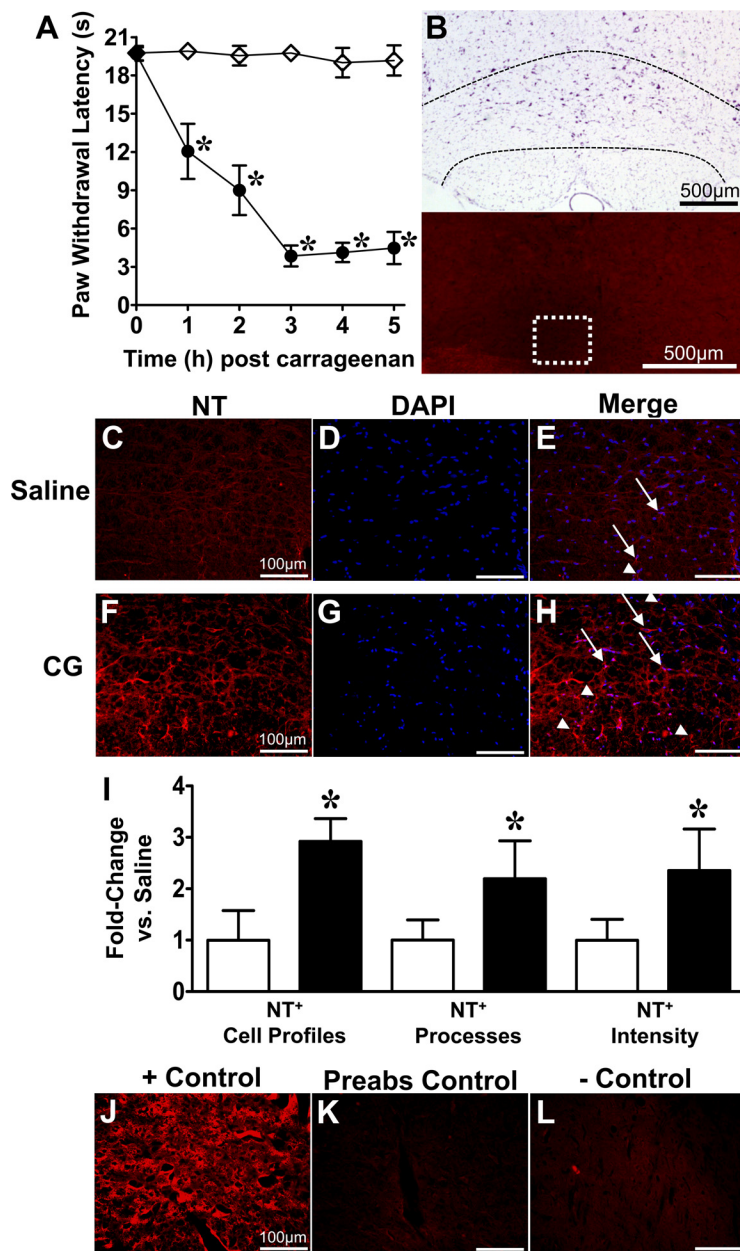 A
Paw Withdrawal Latency (s)
21
18
15
12
9
6
3
0
*
*
*
*
*
0 1 2 3 4 5
Time (h) post carrageenan
B
500µm
500µm
NT DAPI Merge
Saline
C
100µm
D
E
CG
F
100µm
G
H
I
Fold-Change
vs. Saline
4
3
2
1
0
*
*
*
NT⁺
Cell Profiles
NT⁺
Processes
NT⁺
Intensity
+ Control Preabs Control - Control
J
100µm
K
L